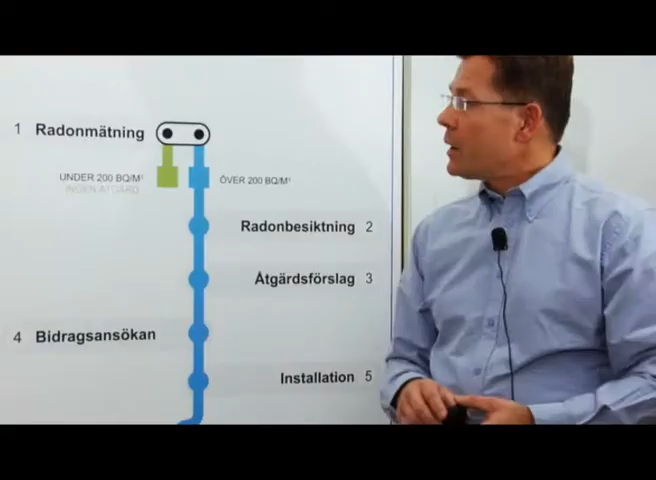 1 Radonmätning
UNDER 200 BQ/M³
INGEN ÅTGÄRD
ÖVER 200 BQ/M³
Radonbesiktning 2
Åtgärdsförslag 3
4 Bidragsansökan
Installation 5